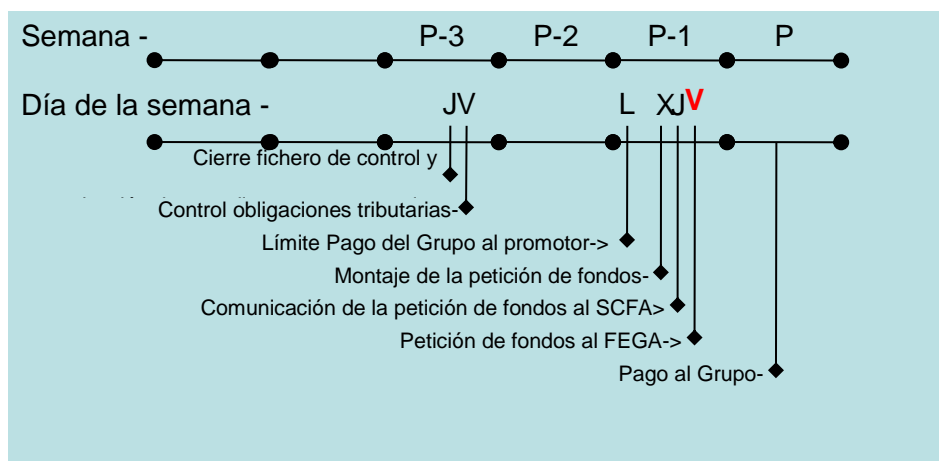 Semana -
P-3 P-2 P-1 P
Día de la semana -
JV L XJV
Cierre fichero de control y
Control obligaciones tributarias-
Límite Pago del Grupo al promotor->
Montaje de la petición de fondos-
Comunicación de la petición de fondos al SCFA>
Petición de fondos al FEGA->
Pago al Grupo-